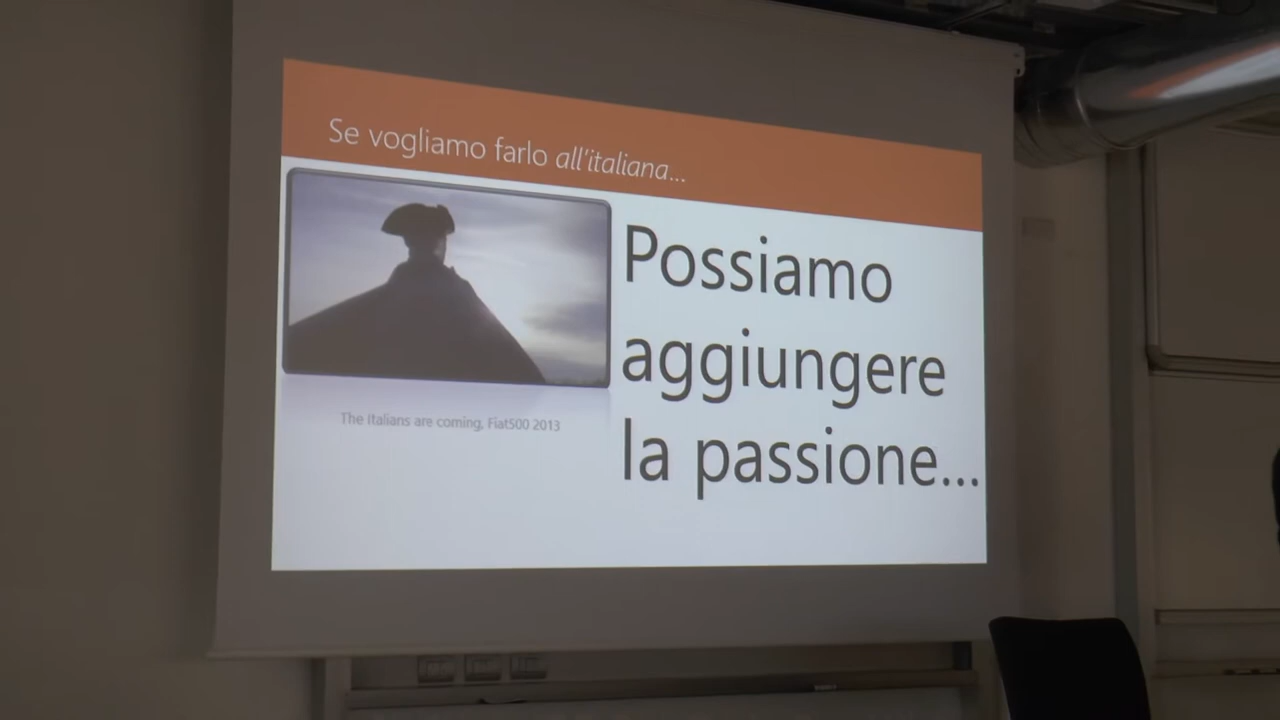 Se vogliamo farlo all'italiana...
The Italians are coming, Fiat500 2013
Possiamo
aggiungere
la passione...